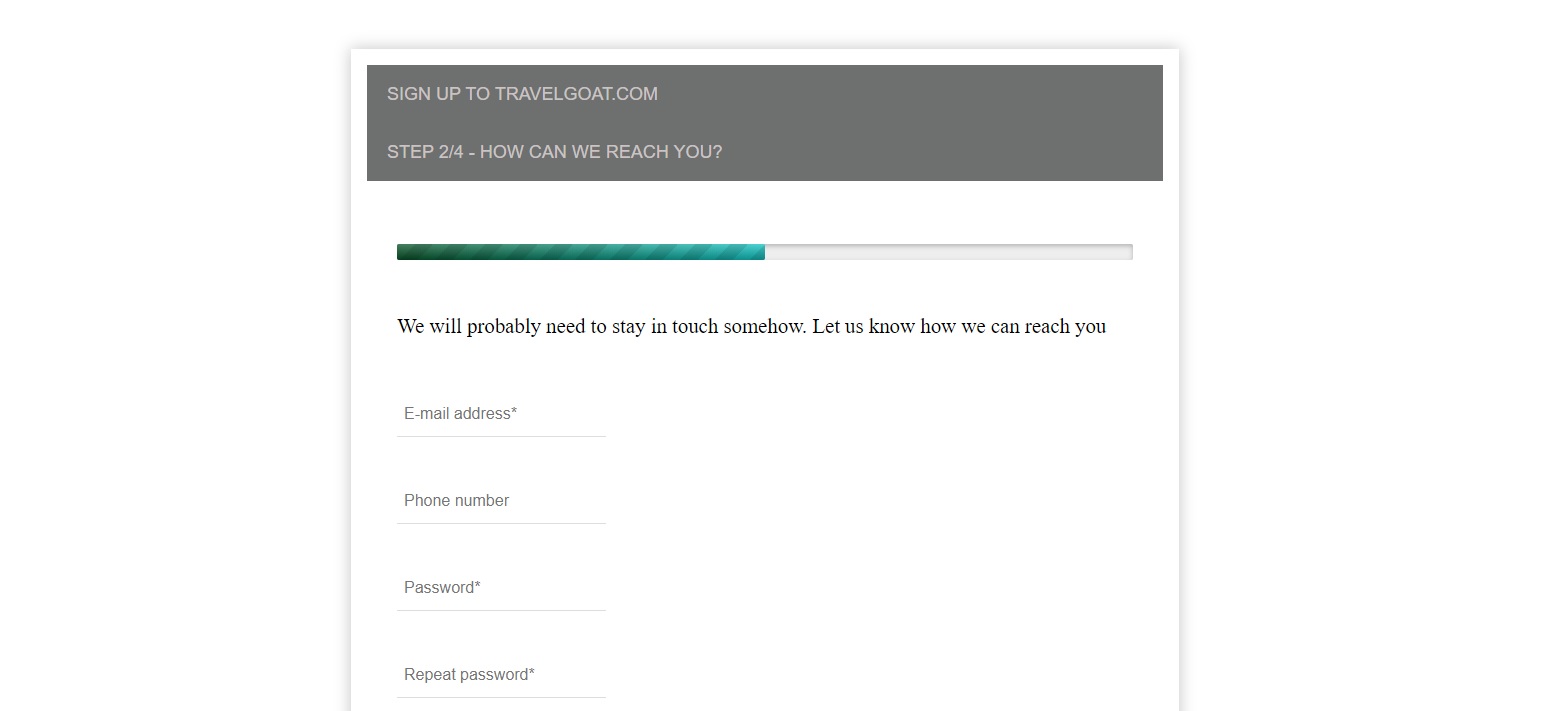 SIGN UP TO TRAVELGOAT.COM
STEP 2/4 - HOW CAN WE REACH YOU?
We will probably need to stay in touch somehow. Let us know how we can reach you
E-mail address*
Phone number
Password*
Repeat password*